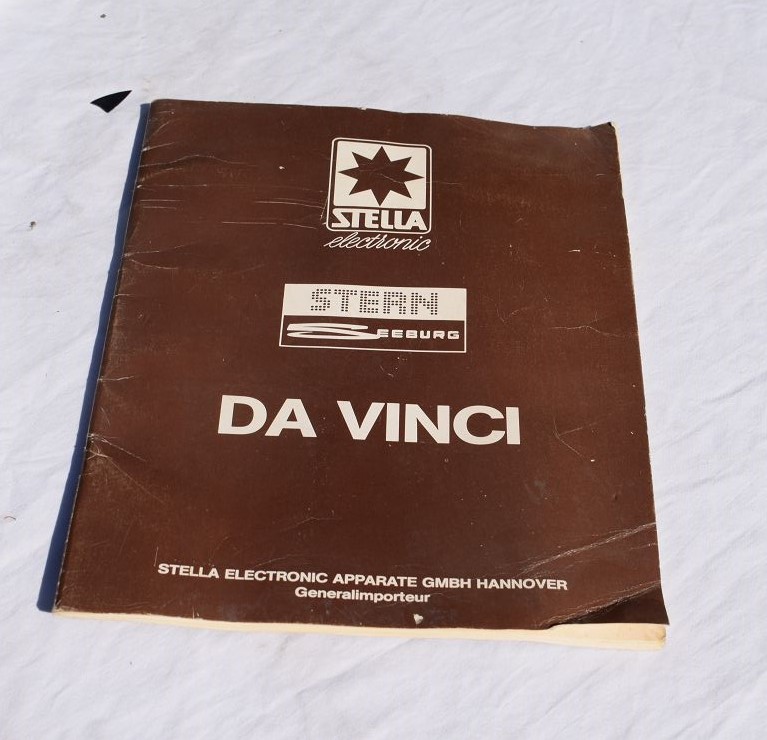 STELLA
electronic
STERN
SEEBURG
DA VINCI
STELLA ELECTRONIC APPARATE GMBH HANNOVER
Generalimporteur